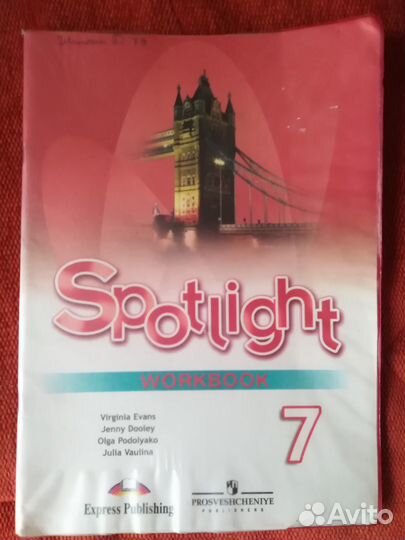 Spotlight
WORKBOOK
Virginia Evans
Jenny Dooley
Olga Podolyako
Julia Vaulina
7
Express Publishing
PROSVESHCHENIYE
PUBLISHERS
Avito